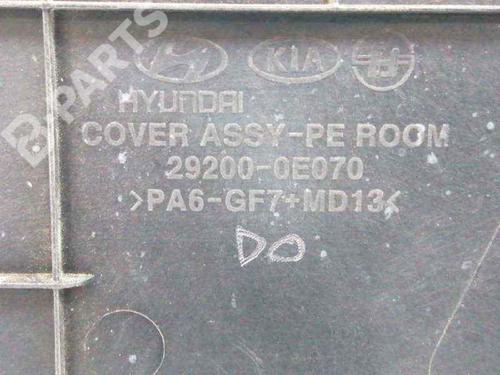 B-PARTS
KIA
HYUNDAI
COVER ASSY-PE ROOM
29200-0E070
>PA6-GF7+MD13<
DO